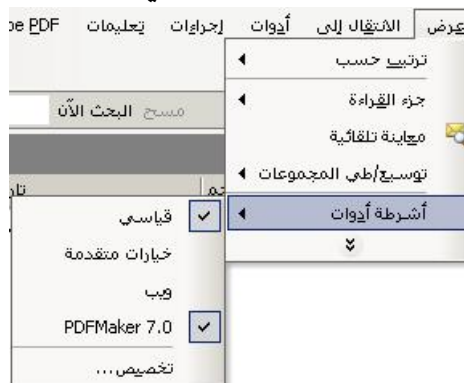 عرض الانتقال إلى أدوات إجراءات تعليمات be PDF
ترتيب حسب
جزء القراءة
معاينة تلقائية
توسيع/طي المجموعات
أشرطة أدوات
مسح البحث الآن
قياسي
خيارات متقدمة
ويب
PDFMaker 7.0
تخصيص...